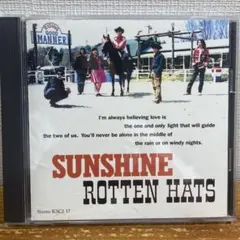 GOOD
MANNER
I'm always believing love is
the one and only light that will guide
the two of us. You'll never be alone in the middle of
the rain or on windy nights.
SUNSHINE
ROTTEN HATS